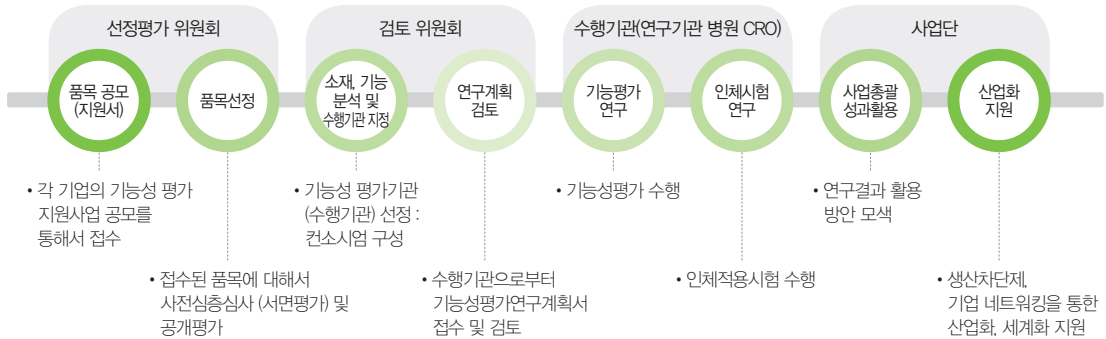 선정평가 위원회
검토 위원회
수행기관(연구기관 병원 CRO)
사업단
품목 공모
(지원서)
품목선정
소재, 기능
분석 및
수행기관 지정
연구계획
검토
기능평가
연구
인체시험
연구
사업총괄
성과활용
산업화
지원
• 각 기업의 기능성 평가
지원사업 공모를
통해서 접수
• 접수된 품목에 대해서
사전심층심사 (서면평가) 및
공개평가
• 기능성 평가기관
(수행기관) 선정 :
컨소시엄 구성
• 수행기관으로부터
기능성평가연구계획서
접수 및 검토
• 기능성평가 수행
• 인체적용시험 수행
• 연구결과 활용
방안 모색
• 생산차단제,
기업 네트워킹을 통한
산업화, 세계화 지원